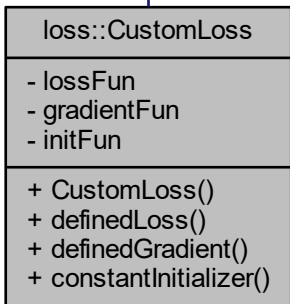 loss::CustomLoss
- lossFun
- gradientFun
- initFun
+ CustomLoss()
+ definedLoss()
+ definedGradient()
+ constantInitializer()